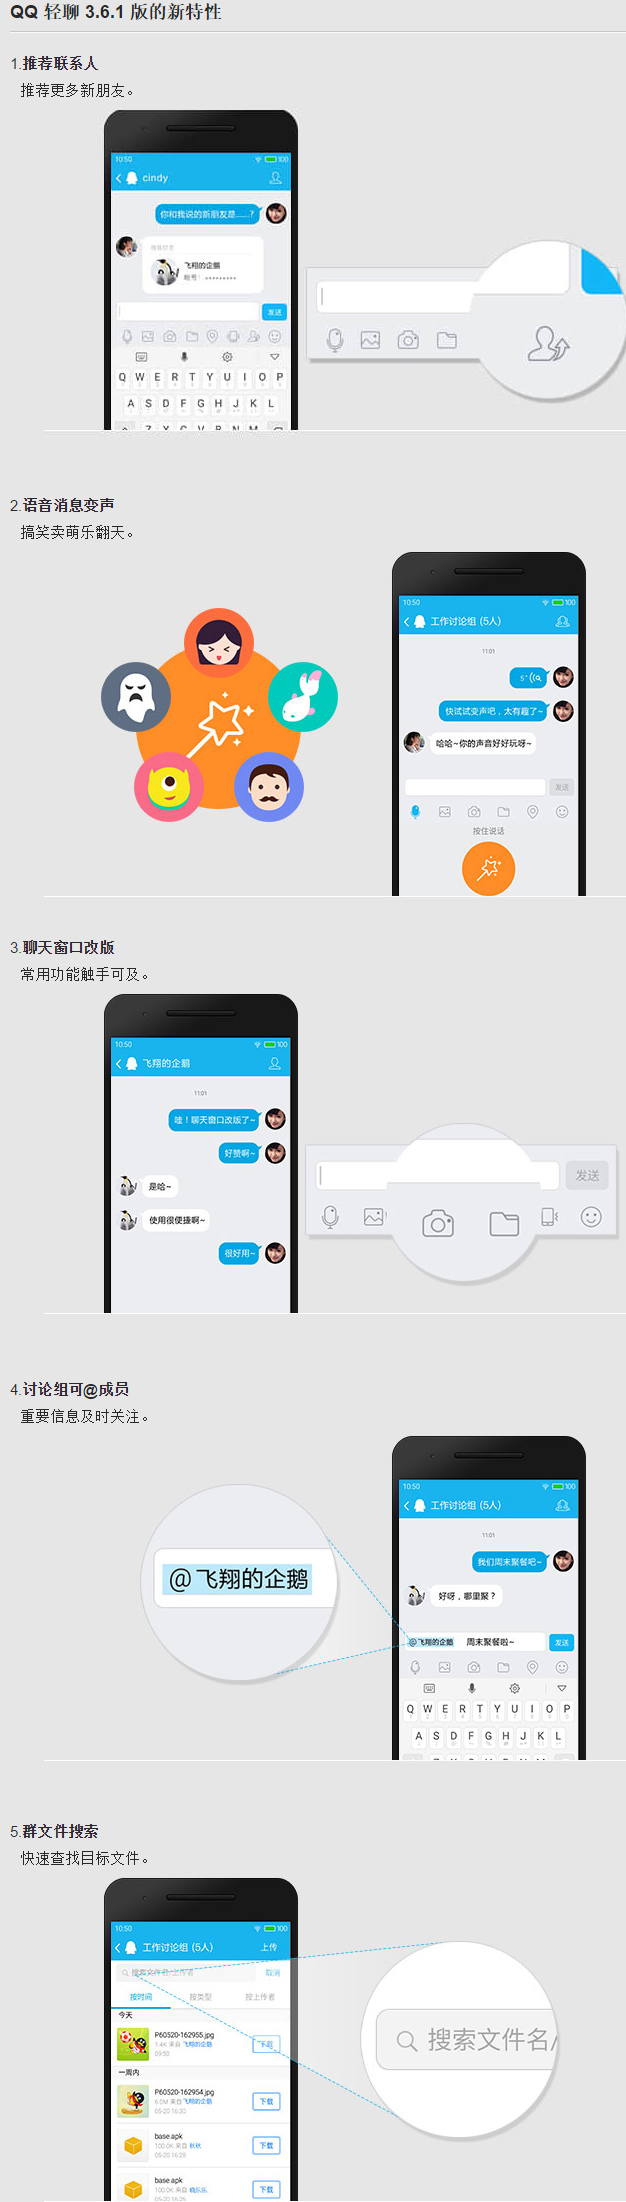 QQ 轻聊 3.6.1 版的新特性
1.推荐联系人
推荐更多新朋友。
10:50
100
cindy
你和我说的新朋友是......?
推荐好友
飞翔的企鹅
发送
Q W E R T Y U I O P
A S D F G H J K L
Z X C V B N M
2.语音消息变声
搞笑卖萌乐翻天。
10:50
100
工作讨论组 (5人)
11:01
5"
快试试变声吧，太有趣了~
哈哈~你的声音好好玩呀~
发送
按住说话
3.聊天窗口改版
常用功能触手可及。
10:50
100
飞翔的企鹅
11:01
哇！聊天窗口改版了~
好赞啊~
是哈~
使用很便捷啊~
很好用~
发送
4.讨论组可@成员
重要信息及时关注。
10:50
100
工作讨论组 (5人)
11:01
我们周末聚餐吧~
好呀，哪里聚？
@飞翔的企鹅 周末聚餐啦~
发送
@飞翔的企鹅
Q W E R T Y U I O P
A S D F G H J K L
5.群文件搜索
快速查找目标文件。
10:50
100
工作讨论组 (5人)
上传
搜索文件名/上传者
取消
按时间
按类型
按上传者
今天
P60520-162955.jpg
1.4K 来自 飞翔的企鹅
09:50
下载
一周内
P60520-162954.jpg
6.0M 来自 飞翔的企鹅
05-20 16:30
下载
base.apk
100.0K 来自 秋秋
05-20 16:28
下载
base.apk
100.0K 来自 晚乐乐
05-20 16:25
下载
搜索文件名/